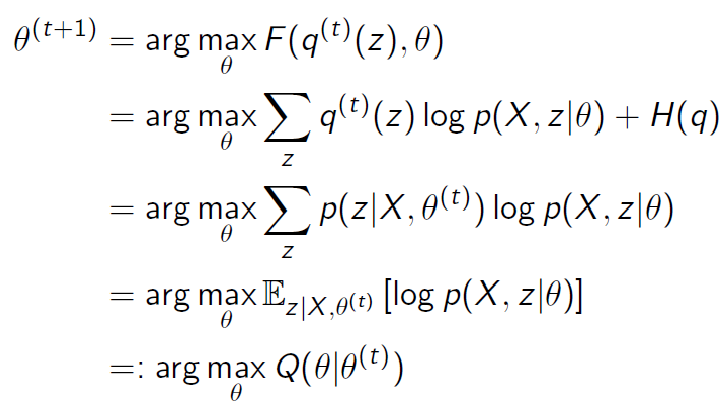 θ^(t+1) = arg max_θ F(q^(t)(z), θ)
= arg max_θ ∑_z q^(t)(z) log p(X, z|θ) + H(q)
= arg max_θ ∑_z p(z|X, θ^(t)) log p(X, z|θ)
= arg max_θ 𝔼_{z|X,θ^(t)} [log p(X, z|θ)]
=: arg max_θ Q(θ|θ^(t))